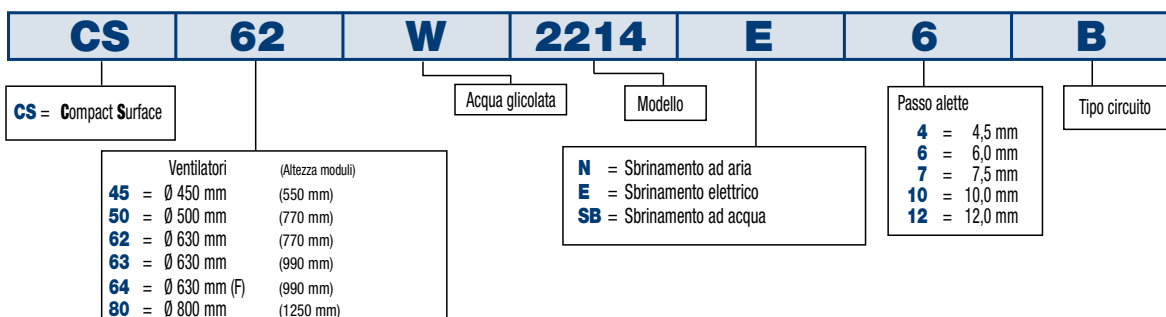 CS 62 W 2214 E 6 B
CS = Compact Surface
Acqua glicolata
Modello
Tipo circuito
Ventilatori (Altezza moduli)
45 = Ø 450 mm (550 mm)
50 = Ø 500 mm (770 mm)
62 = Ø 630 mm (770 mm)
63 = Ø 630 mm (990 mm)
64 = Ø 630 mm (F) (990 mm)
80 = Ø 800 mm (1250 mm)
N = Sbrinamento ad aria
E = Sbrinamento elettrico
SB = Sbrinamento ad acqua
Passo alette
4 = 4,5 mm
6 = 6,0 mm
7 = 7,5 mm
10 = 10,0 mm
12 = 12,0 mm